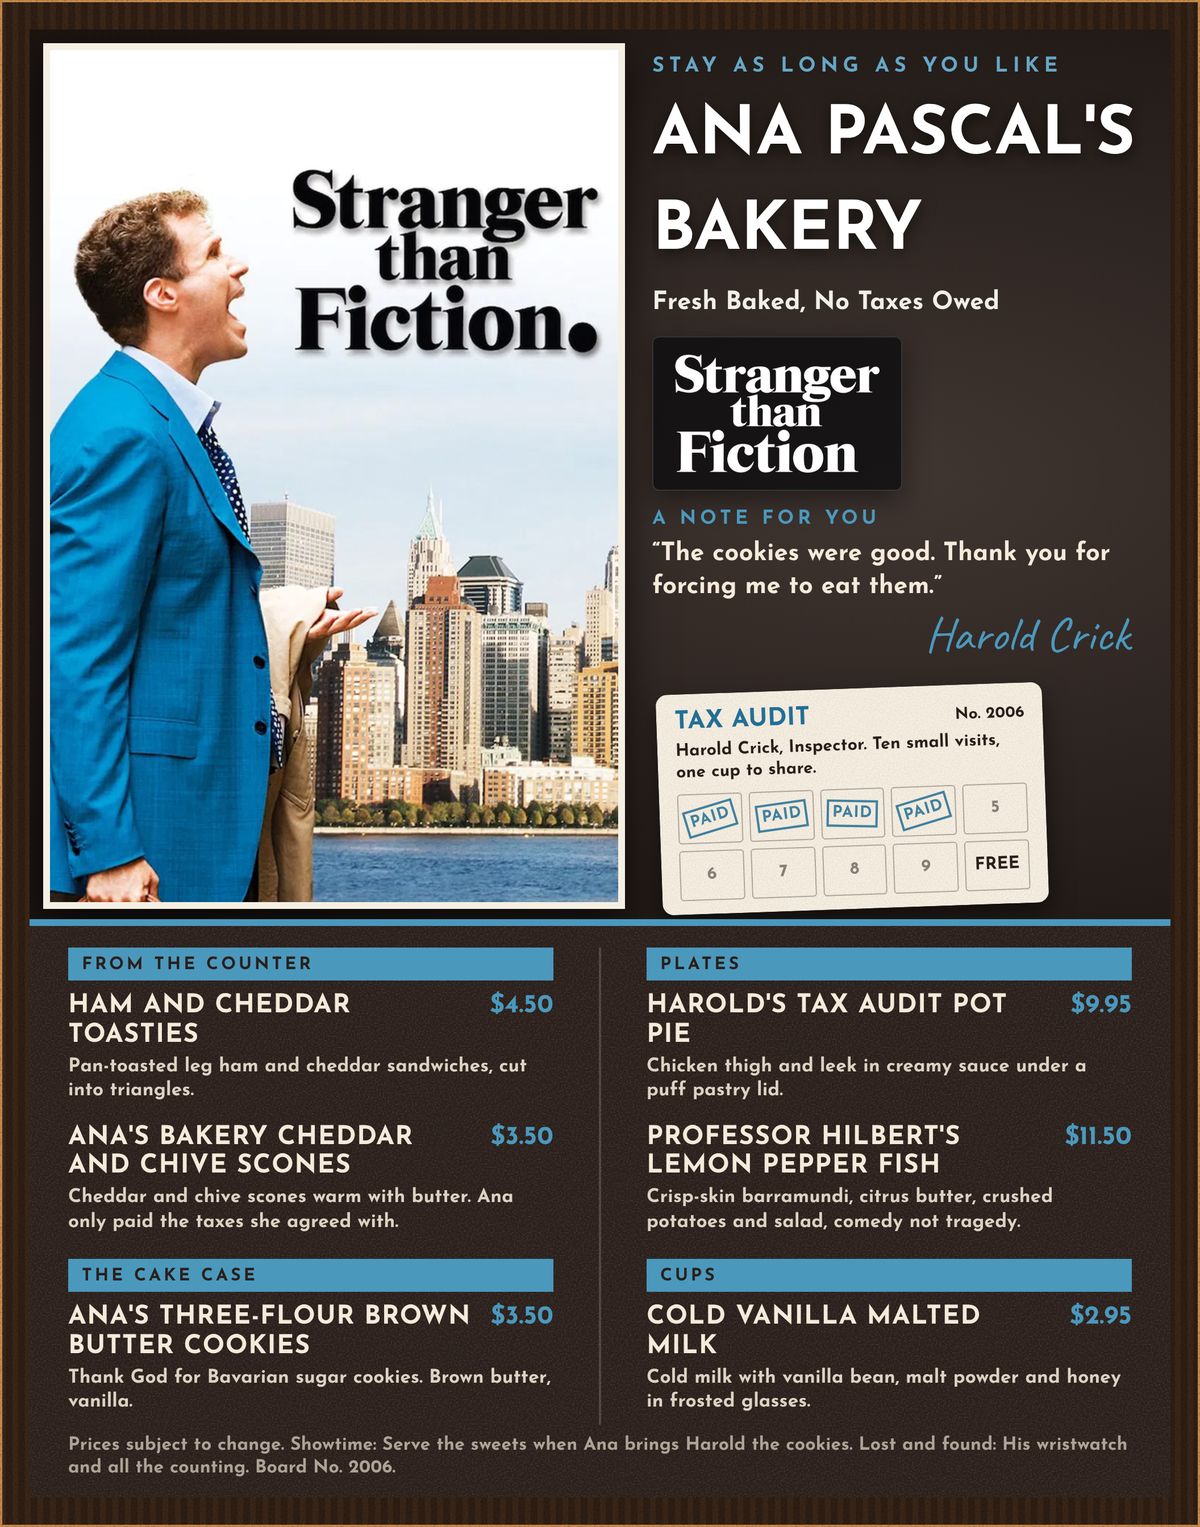 Stranger
than
Fiction.
STAY AS LONG AS YOU LIKE
ANA PASCAL'S
BAKERY
Fresh Baked, No Taxes Owed
Stranger
than
Fiction
A NOTE FOR YOU
“The cookies were good. Thank you for
forcing me to eat them.”
Harold Crick
TAX AUDIT
No. 2006
Harold Crick, Inspector. Ten small visits,
one cup to share.
PAID PAID PAID PAID 5
6 7 8 9 FREE
FROM THE COUNTER
HAM AND CHEDDAR $4.50
TOASTIES
Pan-toasted leg ham and cheddar sandwiches, cut
into triangles.
ANA'S BAKERY CHEDDAR $3.50
AND CHIVE SCONES
Cheddar and chive scones warm with butter. Ana
only paid the taxes she agreed with.
THE CAKE CASE
ANA'S THREE-FLOUR BROWN $3.50
BUTTER COOKIES
Thank God for Bavarian sugar cookies. Brown butter,
vanilla.
PLATES
HAROLD'S TAX AUDIT POT $9.95
PIE
Chicken thigh and leek in creamy sauce under a
puff pastry lid.
PROFESSOR HILBERT'S $11.50
LEMON PEPPER FISH
Crisp-skin barramundi, citrus butter, crushed
potatoes and salad, comedy not tragedy.
CUPS
COLD VANILLA MALTED $2.95
MILK
Cold milk with vanilla bean, malt powder and honey
in frosted glasses.
Prices subject to change. Showtime: Serve the sweets when Ana brings Harold the cookies. Lost and found: His wristwatch
and all the counting. Board No. 2006.